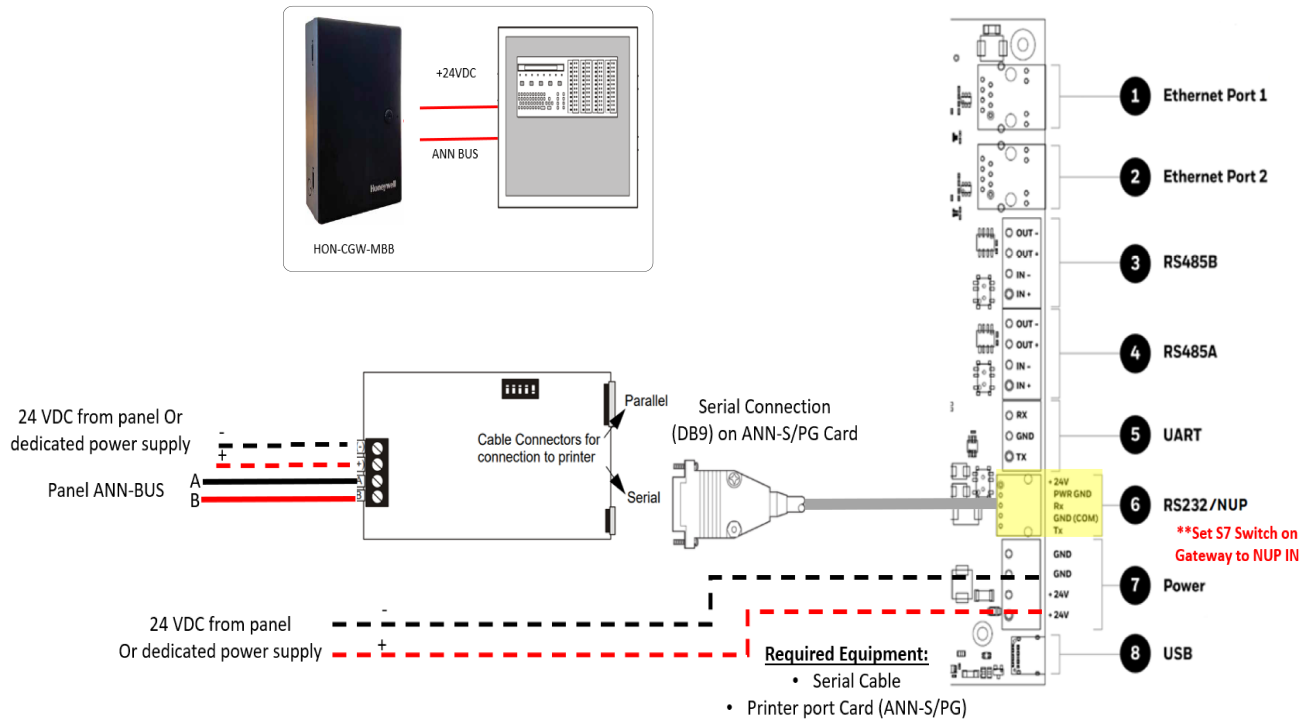 +24VDC
ANN BUS
Honeywell
HON-CGW-MBB
24 VDC from panel Or
dedicated power supply
-
+
Panel ANN-BUS
A
B
-
+
A
B
Parallel
Cable Connectors for
connection to printer
Serial
Serial Connection
(DB9) on ANN-S/PG Card
24 VDC from panel
Or dedicated power supply
-
+
Required Equipment:
• Serial Cable
• Printer port Card (ANN-S/PG)
1 Ethernet Port 1
2 Ethernet Port 2
OUT -
OUT +
IN -
IN +
3 RS485B
OUT -
OUT +
IN -
IN +
4 RS485A
RX
GND
TX
5 UART
+ 24V
PWR GND
Rx
GND (COM)
Tx
6 RS232/NUP
**Set S7 Switch on
Gateway to NUP IN
GND
GND
+ 24V
+ 24V
7 Power
8 USB